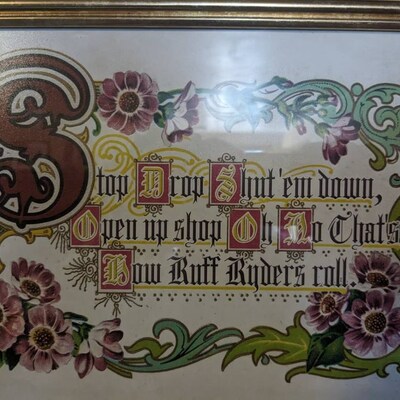 Stop Drop Shut 'em down,
Open up shop Oh No That's
How Ruff Ryders roll.